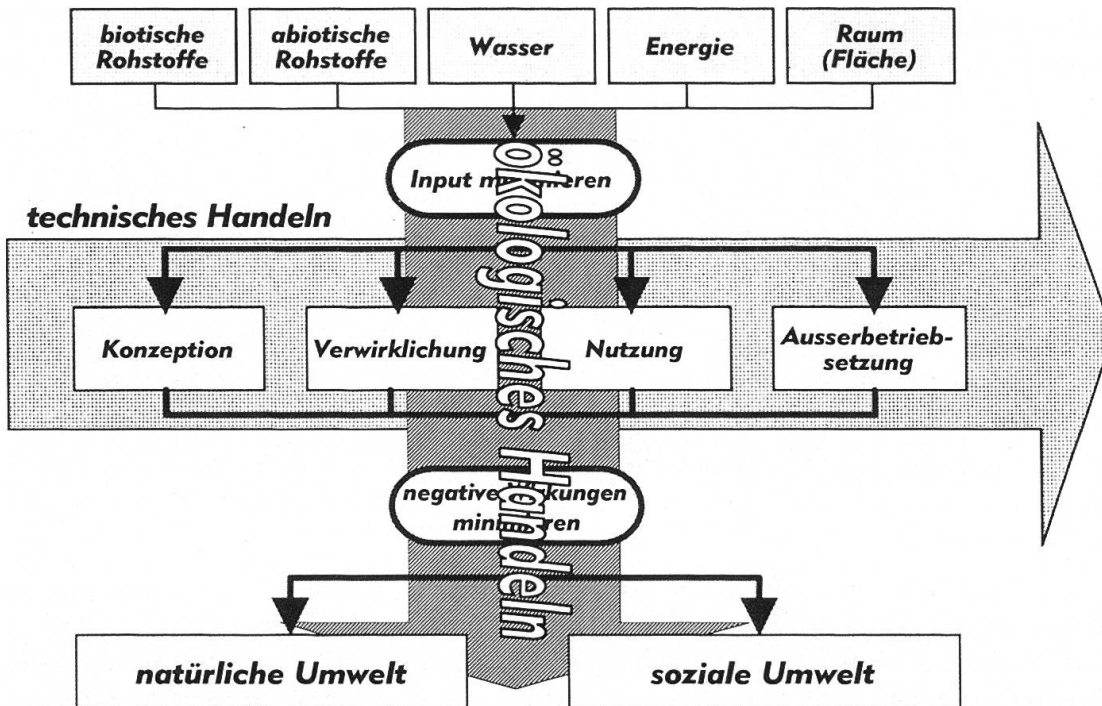 biotische
Rohstoffe
abiotische
Rohstoffe
Wasser
Energie
Raum
(Fläche)
Input
technisches Handeln
ökologisches Handeln
Konzeption
Verwirklichung
Nutzung
Ausserbetrieb-
setzung
negative
natürliche Umwelt
soziale Umwelt